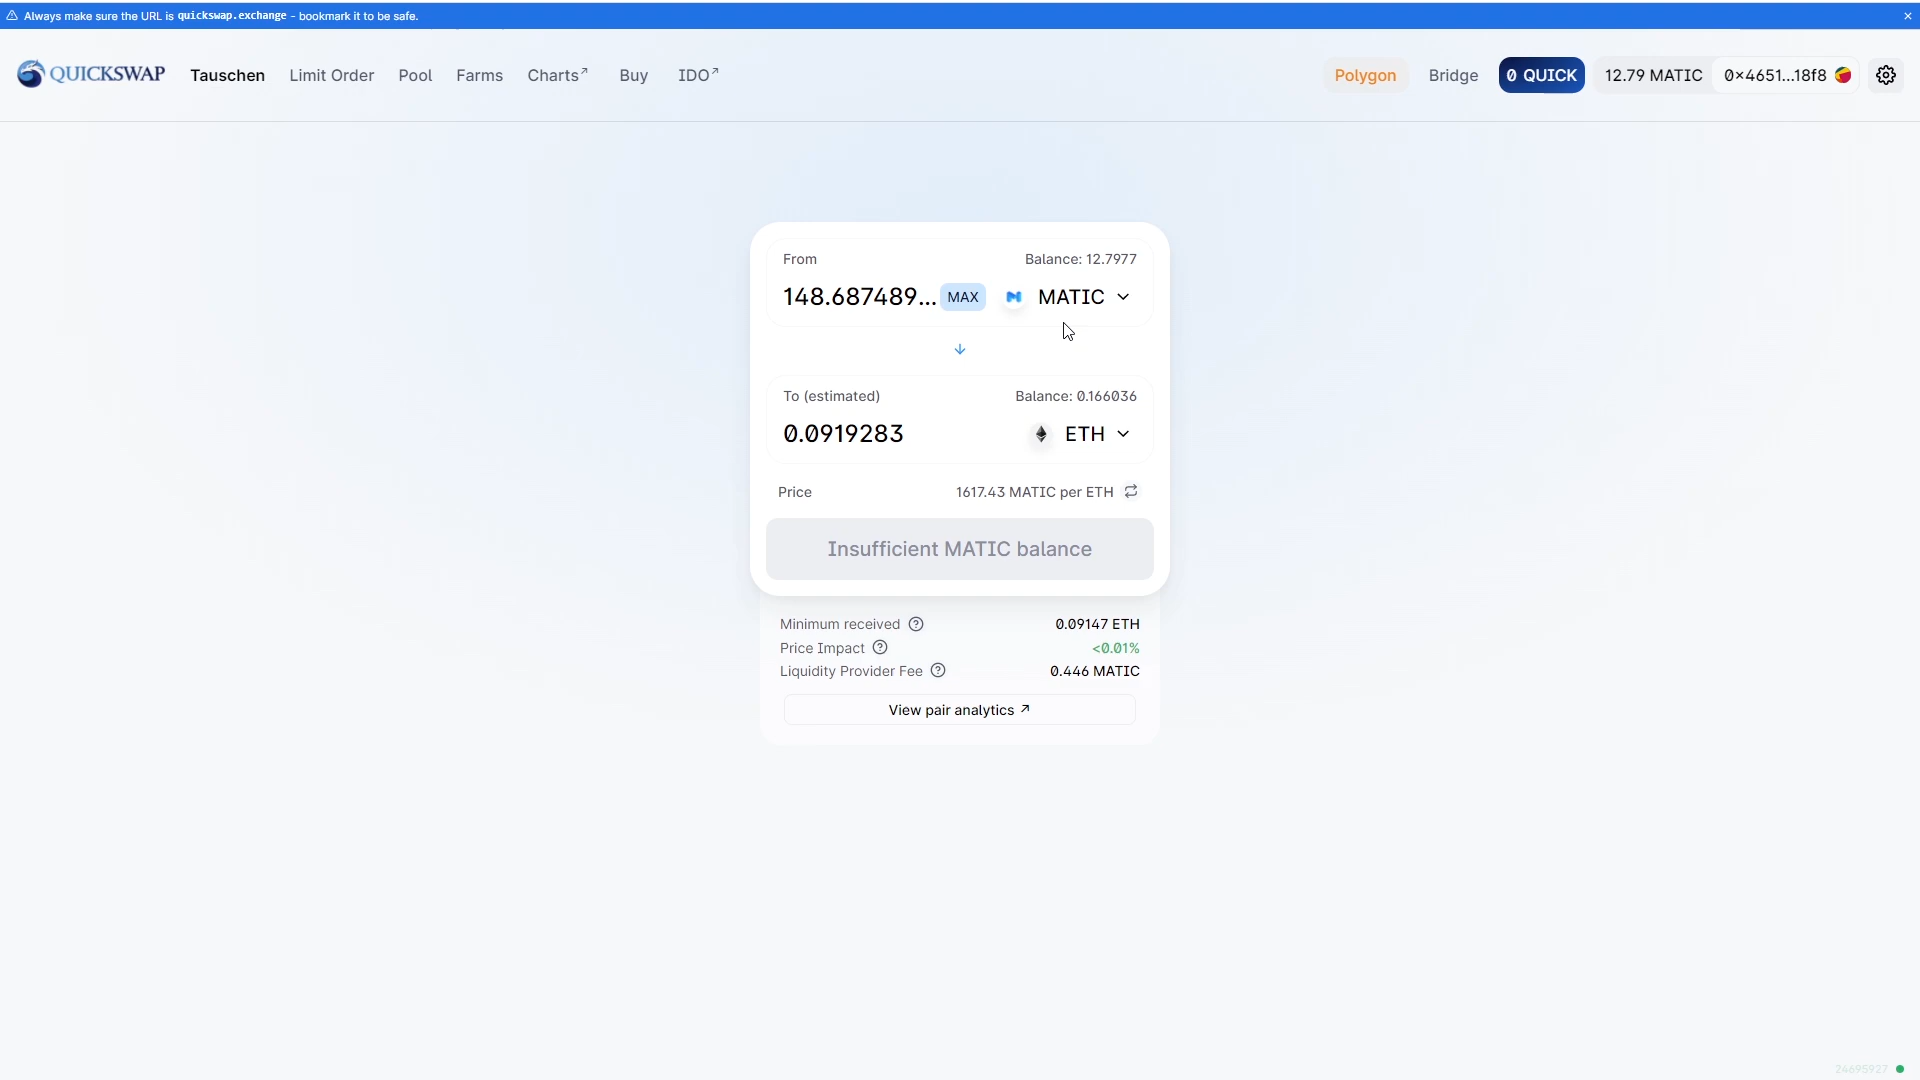 Always make sure the URL is quickswap.exchange - bookmark it to be safe.
×
QUICKSWAP
Tauschen
Limit Order
Pool
Farms
Charts↗
Buy
IDO↗
Polygon
Bridge
0 QUICK
12.79 MATIC
0×4651...18f8
From
Balance: 12.7977
148.687489...
MAX
MATIC
↓
To (estimated)
Balance: 0.166036
0.0919283
ETH
Price
1617.43 MATIC per ETH
Insufficient MATIC balance
Minimum received ?
0.09147 ETH
Price Impact ?
<0.01%
Liquidity Provider Fee ?
0.446 MATIC
View pair analytics ↗
24695927